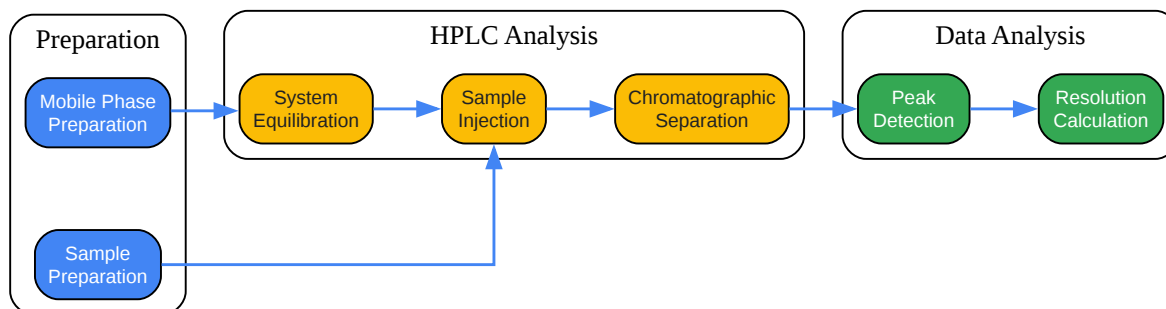 Preparation
Mobile Phase
Preparation
Sample
Preparation
HPLC Analysis
System
Equilibration
Sample
Injection
Chromatographic
Separation
Data Analysis
Peak
Detection
Resolution
Calculation